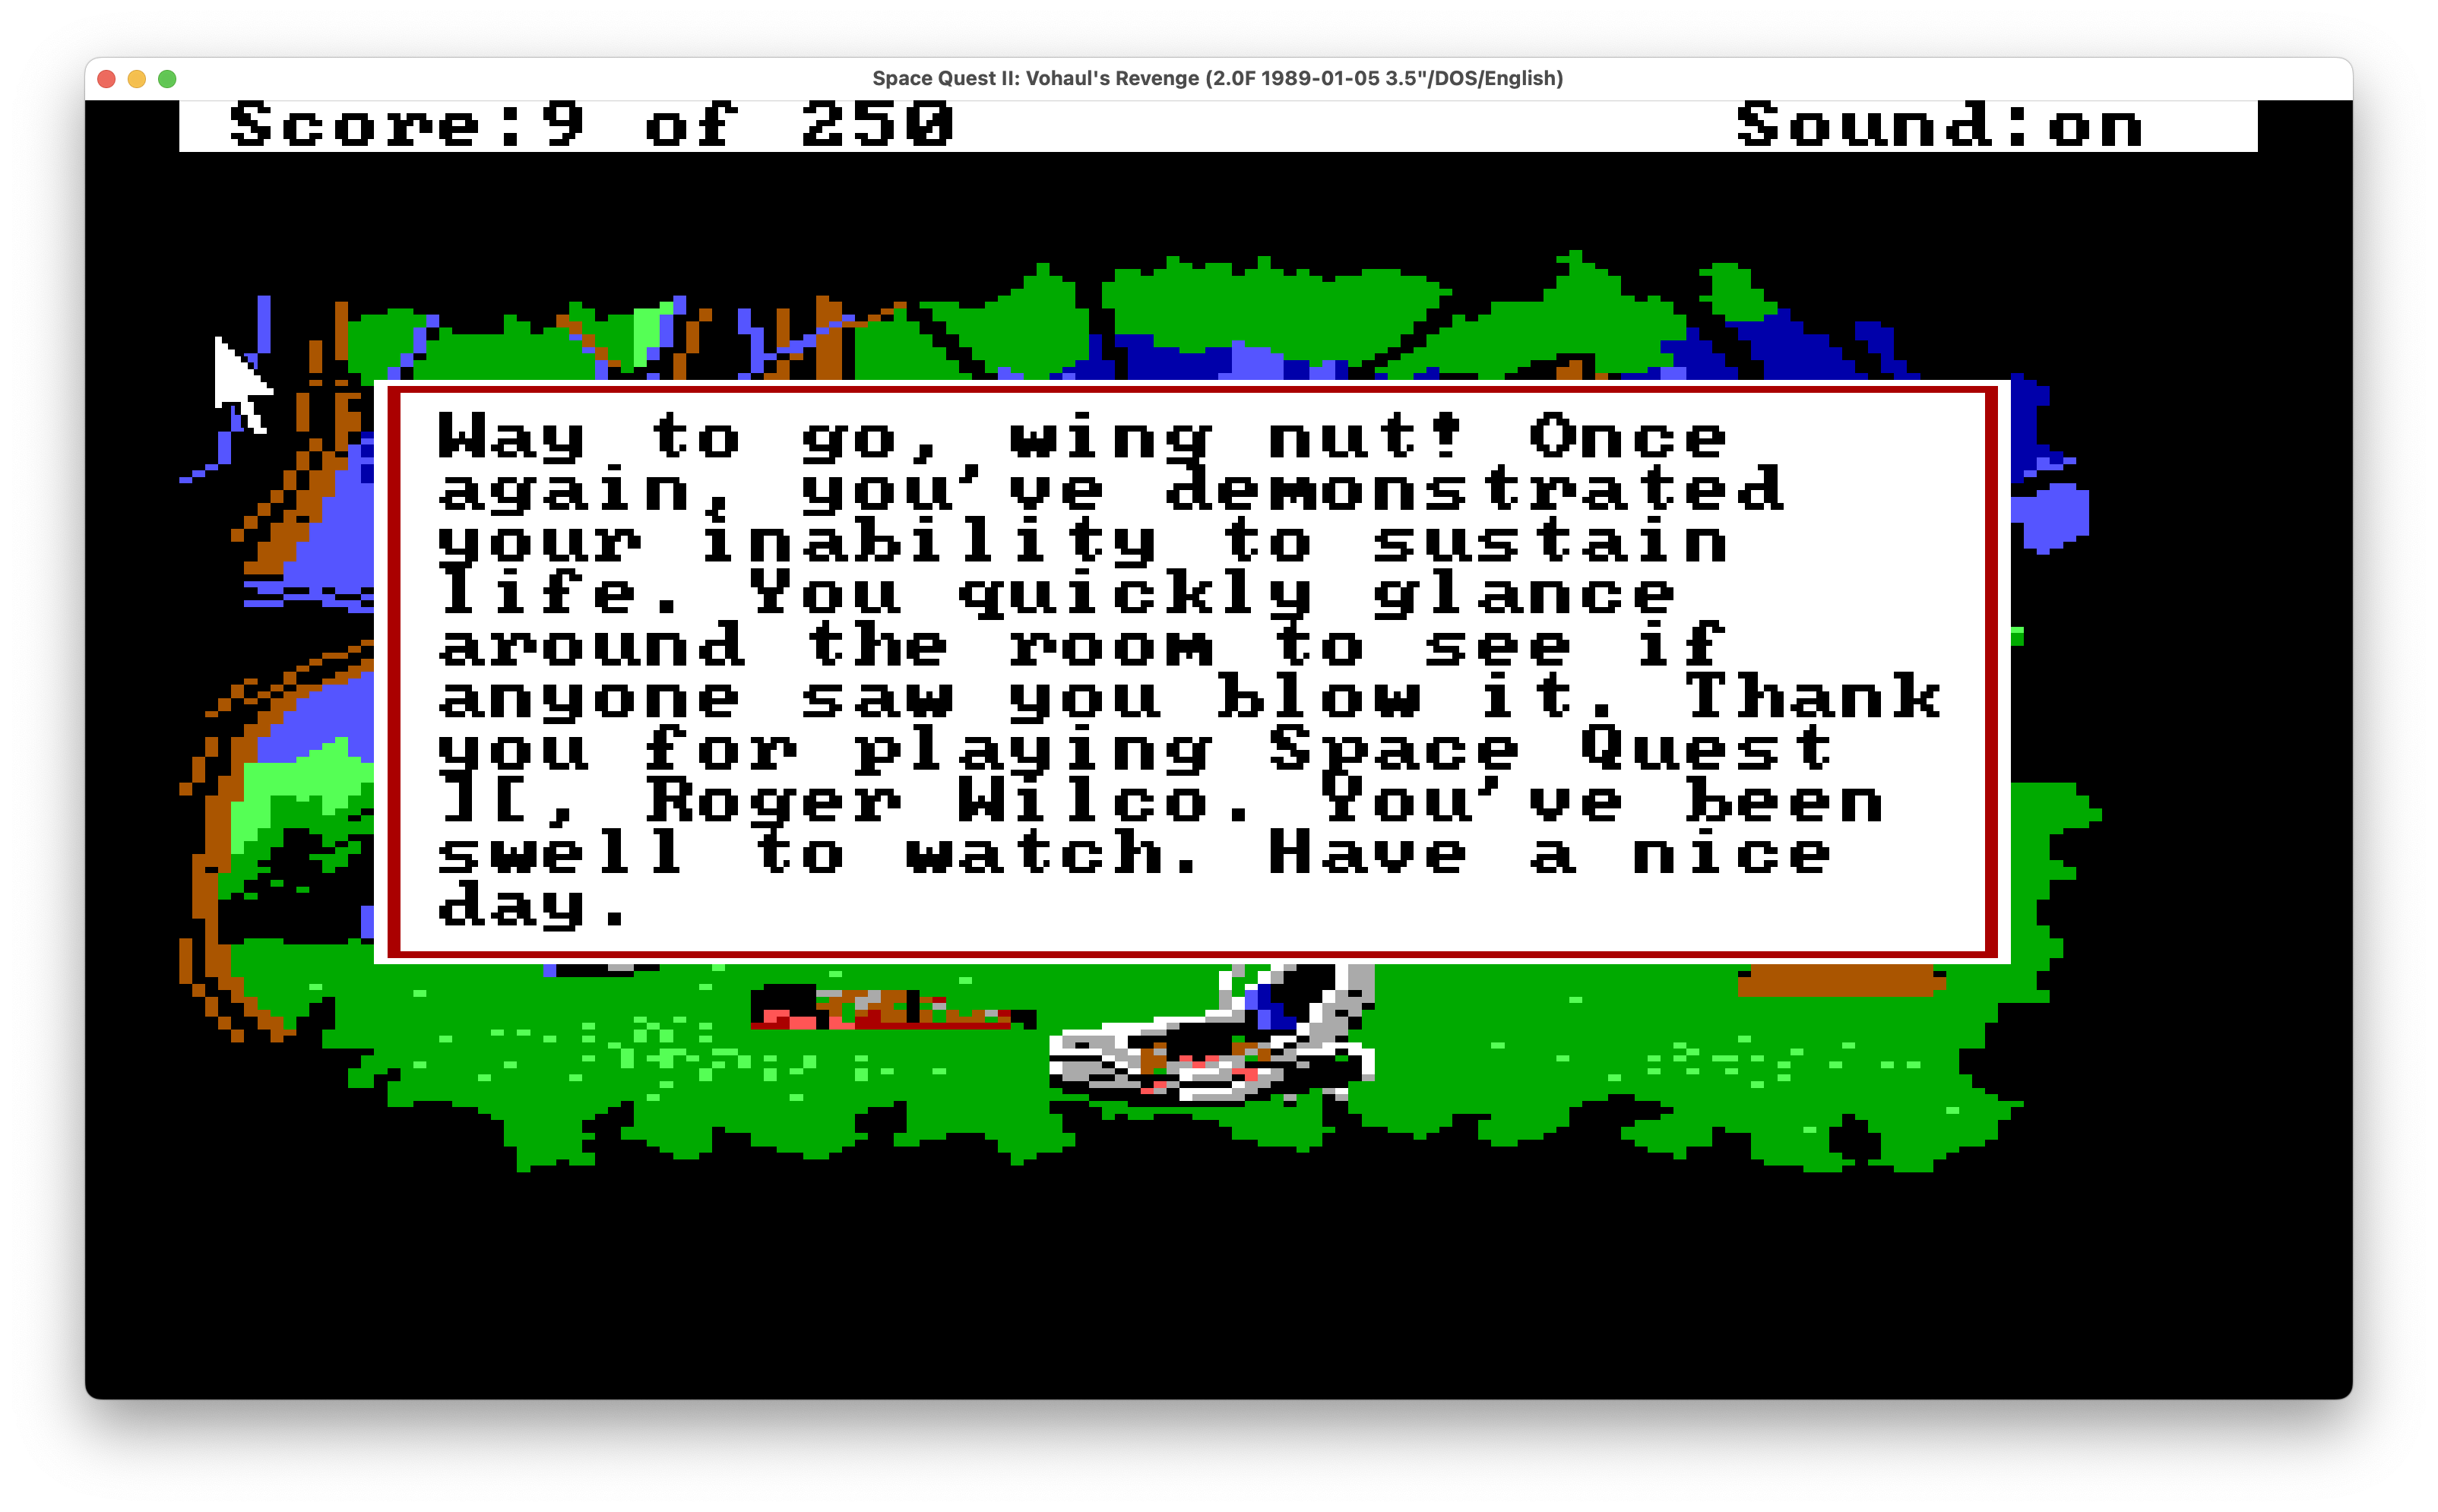 Space Quest II: Vohaul's Revenge (2.0F 1989-01-05 3.5"/DOS/English)
Score:9 of 250 Sound:on
Way to go, wing nut! Once
again, you've demonstrated
your inability to sustain
life. You quickly glance
around the room to see if
anyone saw you blow it. Thank
you for playing Space Quest
][, Roger Wilco. You've been
swell to watch. Have a nice
day.